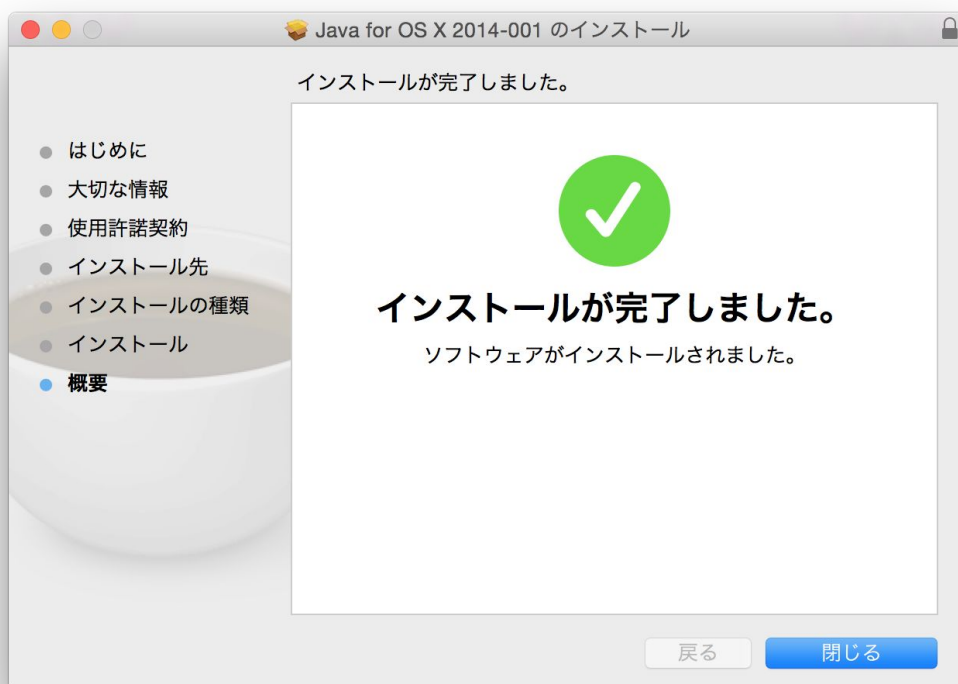 Java for OS X 2014-001 のインストール
インストールが完了しました。
はじめに
大切な情報
使用許諾契約
インストール先
インストールの種類
インストール
概要
インストールが完了しました。
ソフトウェアがインストールされました。
戻る
閉じる